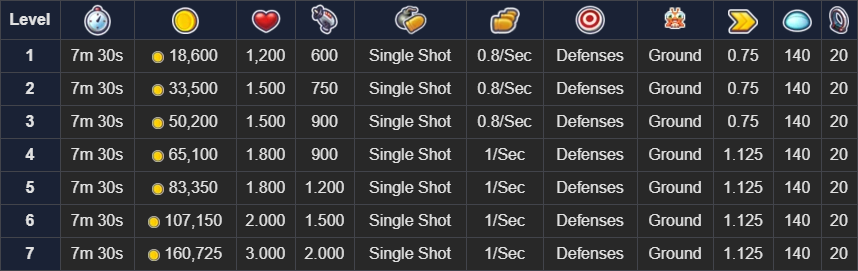 Level
1 7m 30s 18,600 1,200 600 Single Shot 0.8/Sec Defenses Ground 0.75 140 20
2 7m 30s 33,500 1.500 750 Single Shot 0.8/Sec Defenses Ground 0.75 140 20
3 7m 30s 50,200 1.500 900 Single Shot 0.8/Sec Defenses Ground 0.75 140 20
4 7m 30s 65,100 1.800 900 Single Shot 1/Sec Defenses Ground 1.125 140 20
5 7m 30s 83,350 1.800 1.200 Single Shot 1/Sec Defenses Ground 1.125 140 20
6 7m 30s 107,150 2.000 1.500 Single Shot 1/Sec Defenses Ground 1.125 140 20
7 7m 30s 160,725 3.000 2.000 Single Shot 1/Sec Defenses Ground 1.125 140 20